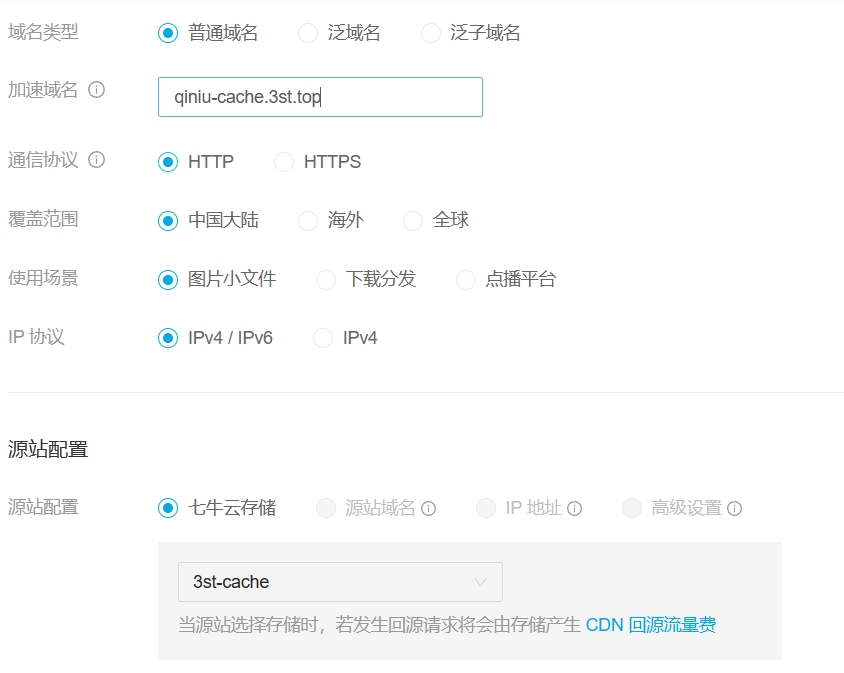 域名类型 普通域名 泛域名 泛子域名
加速域名 qiniu-cache.3st.top
通信协议 HTTP HTTPS
覆盖范围 中国大陆 海外 全球
使用场景 图片小文件 下载分发 点播平台
IP 协议 IPv4 / IPv6 IPv4
源站配置
源站配置 七牛云存储 源站域名 IP 地址 高级设置
3st-cache
当源站选择存储时，若发生回源请求将会由存储产生 CDN 回源流量费